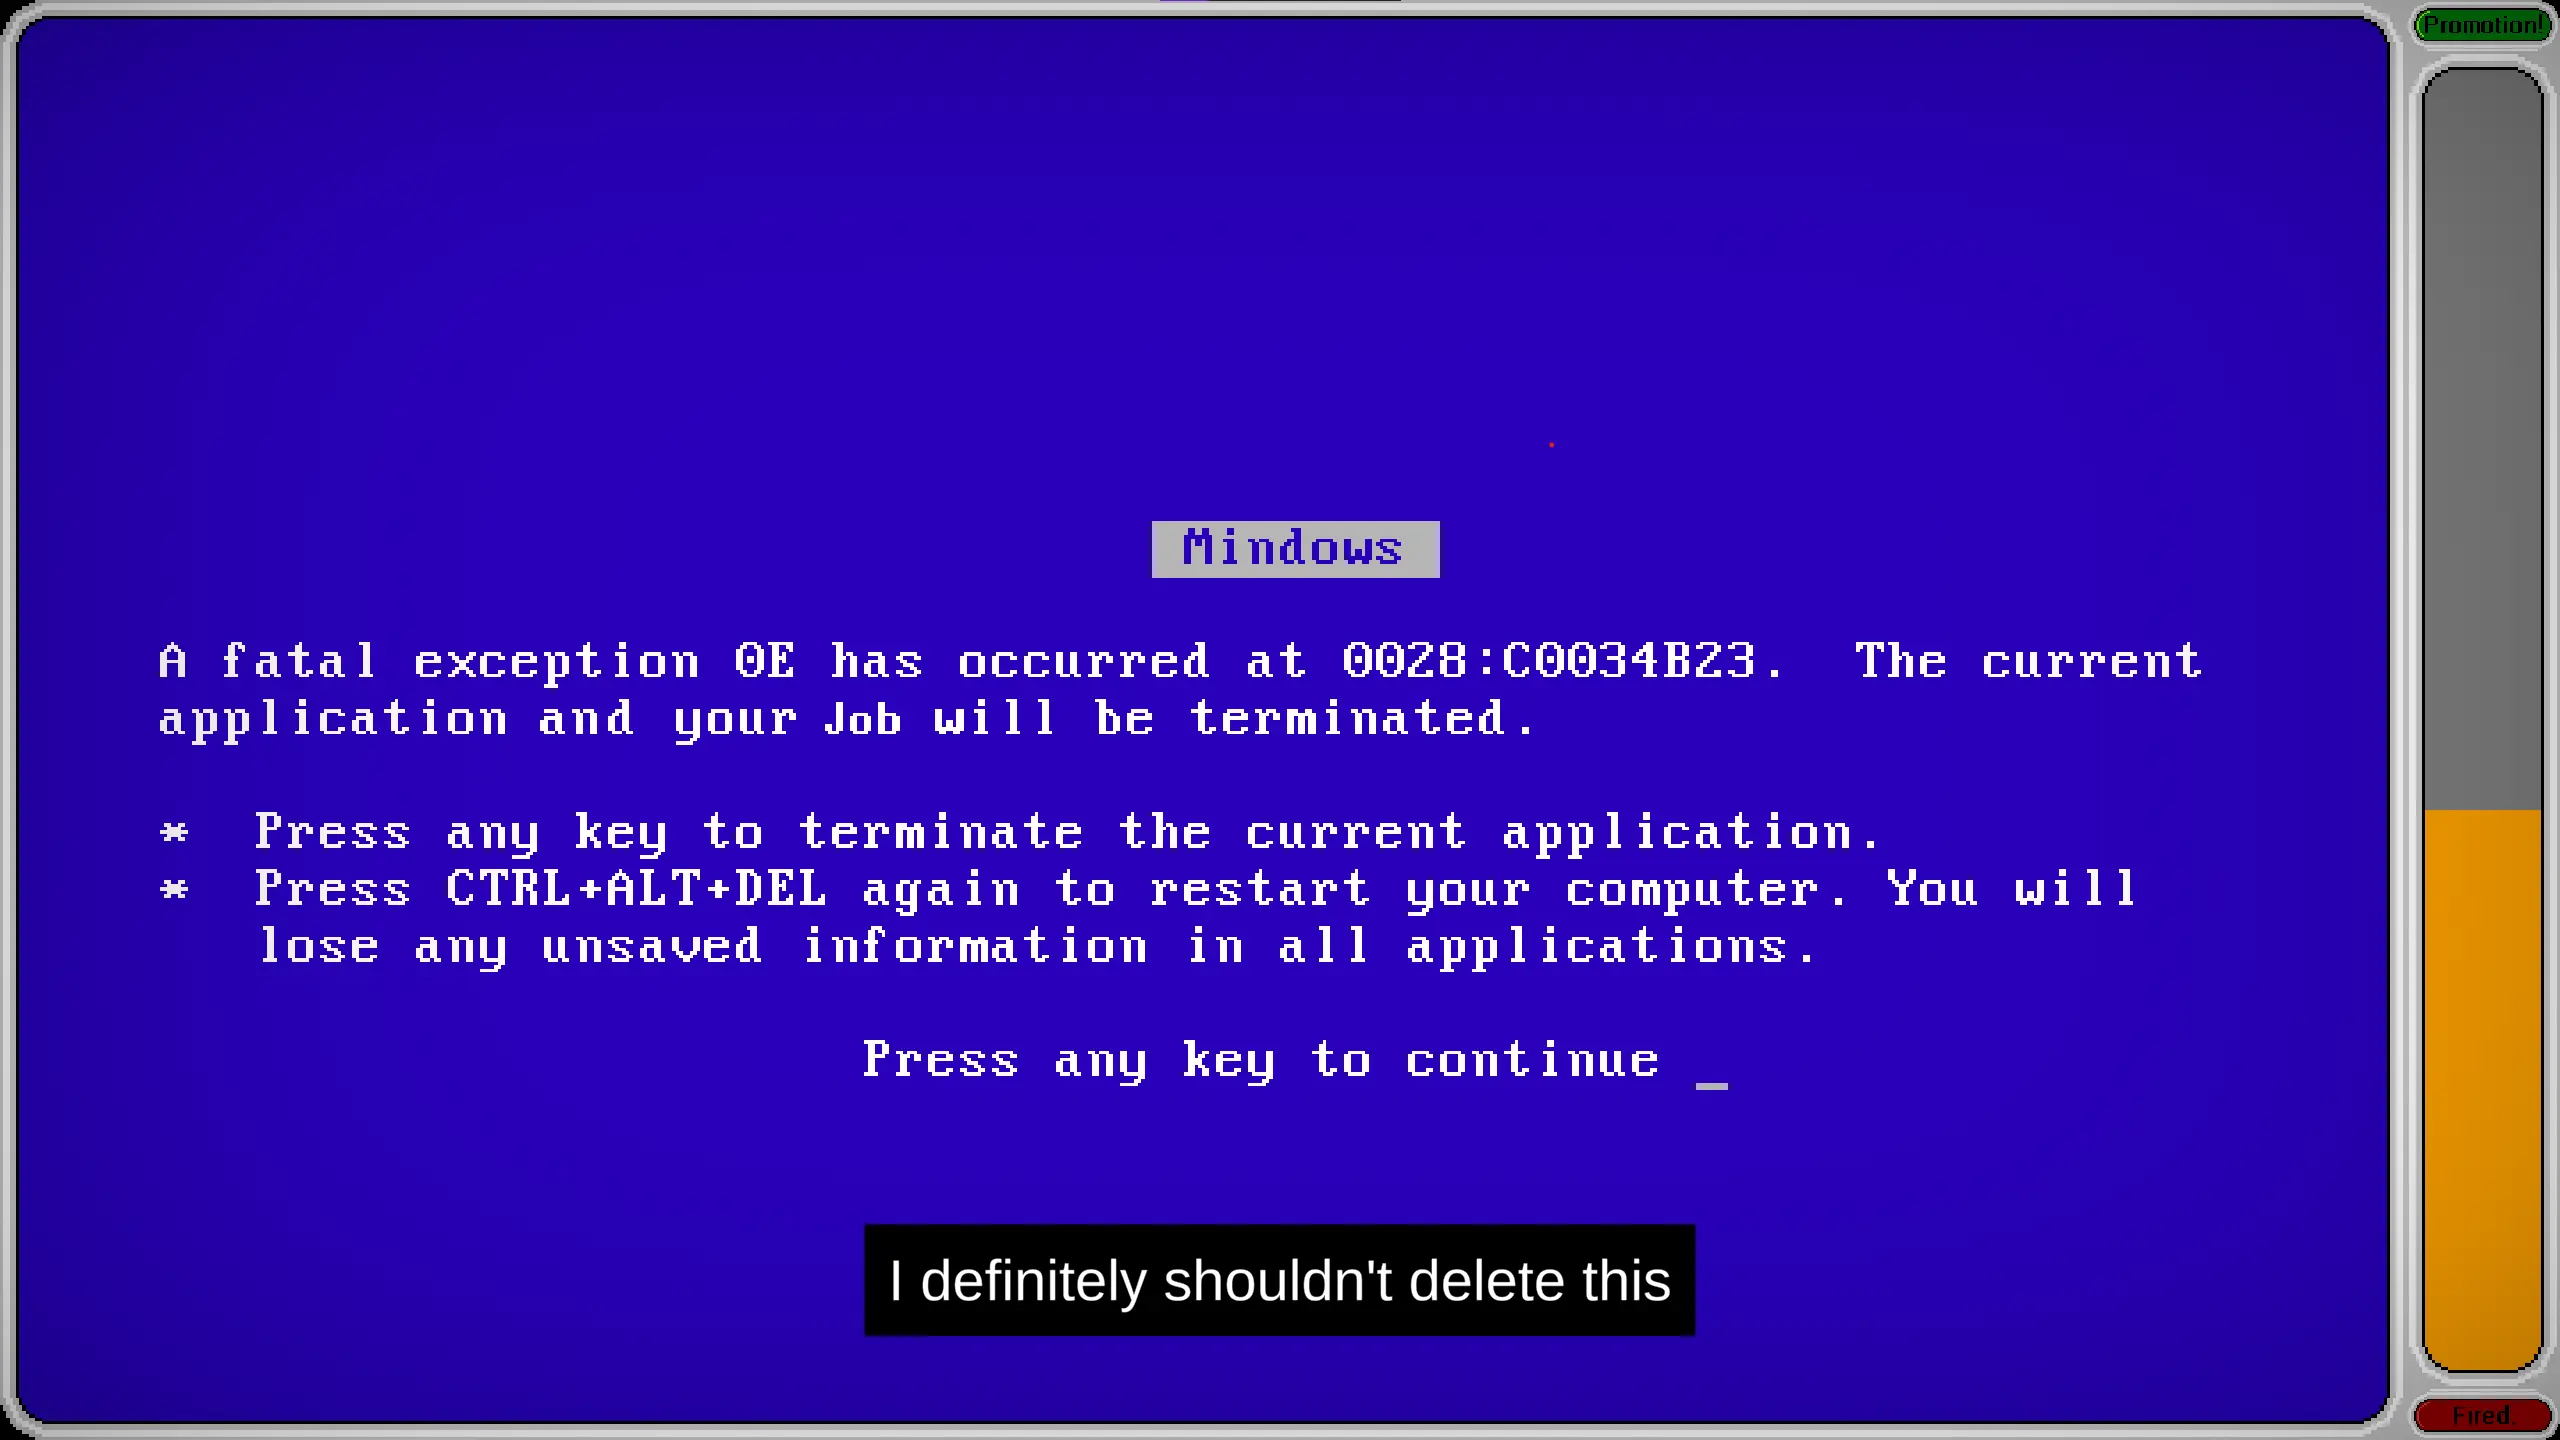 Promotion!
Mindows
A fatal exception 0E has occurred at 0028:C0034B23.  The current
application and your Job will be terminated.
*  Press any key to terminate the current application.
*  Press CTRL+ALT+DEL again to restart your computer. You will
lose any unsaved information in all applications.
Press any key to continue _
I definitely shouldn't delete this
Fired.